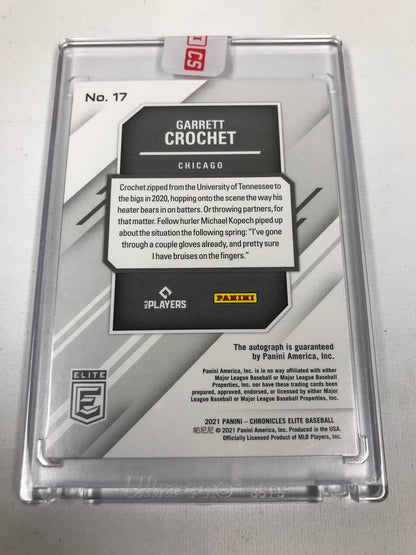 CS
No. 17
GARRETT
CROCHET
CHICAGO
Crochet zipped from the University of Tennessee to
the bigs in 2020, hopping onto the scene the way his
heater bears in on batters. Or throwing partners, for
that matter. Fellow hurler Michael Kopech piped up
about the situation the following spring: "I've gone
through a couple gloves already, and pretty sure
I have bruises on the fingers."
MLB PLAYERS
PANINI
The autograph is guaranteed
by Panini America, Inc.
Panini America, Inc. is in no way affiliated with either
Major League Baseball or Major League Baseball
Properties, Inc. nor have these trading cards been
prepared, approved, endorsed, or licensed by either Major
League Baseball or Major League Baseball Properties, Inc.
ELITE
E
2021 PANINI – CHRONICLES ELITE BASEBALL
帕尼尼 © 2021 Panini America, Inc. Produced in the USA.
Officially Licensed Product of MLB Players, Inc.